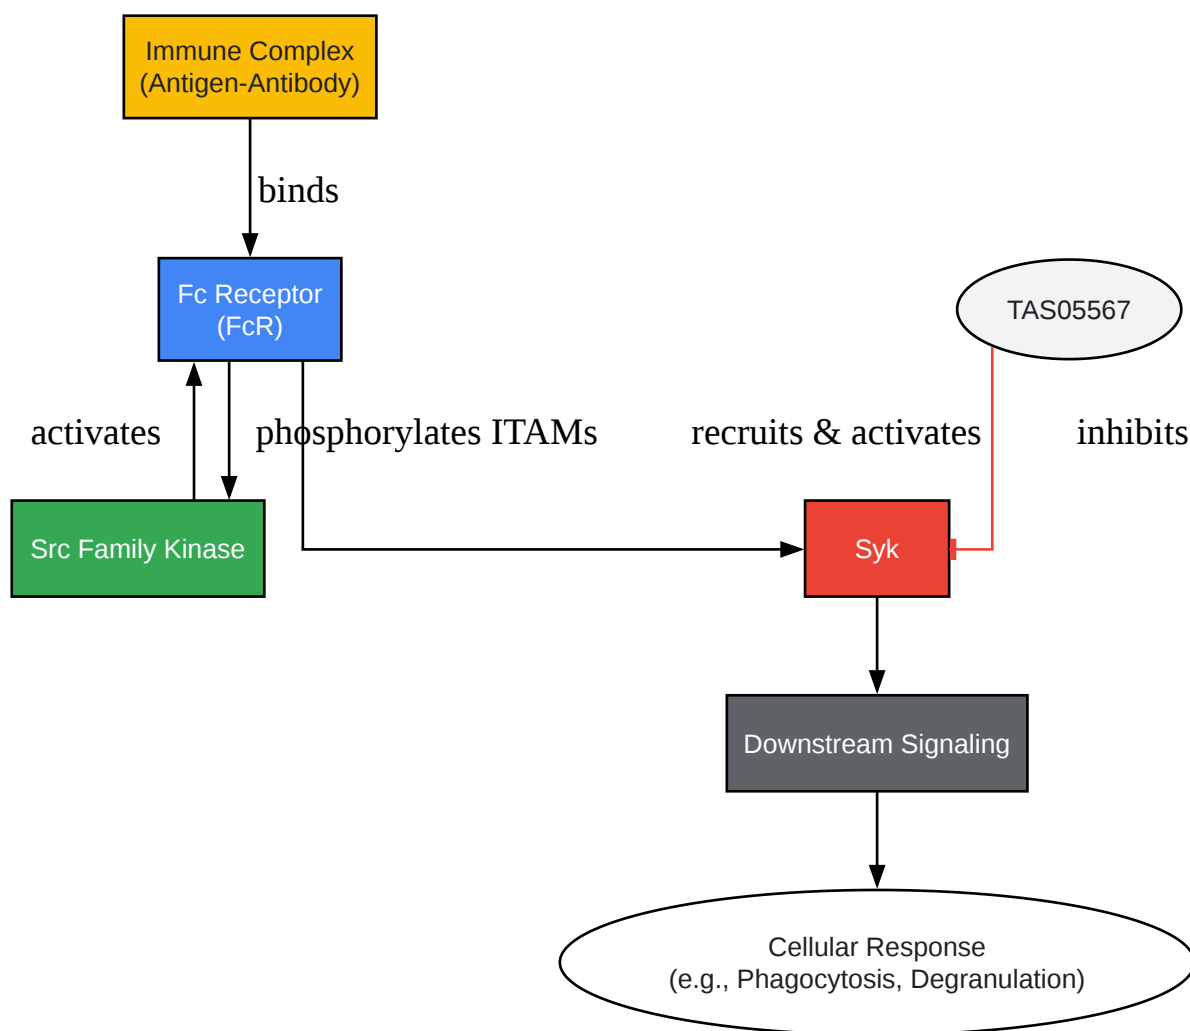 Immune Complex
(Antigen-Antibody)
binds
Fc Receptor
(FcR)
TAS05567
activates
phosphorylates ITAMs
recruits & activates
inhibits
Src Family Kinase
Syk
Downstream Signaling
Cellular Response
(e.g., Phagocytosis, Degranulation)